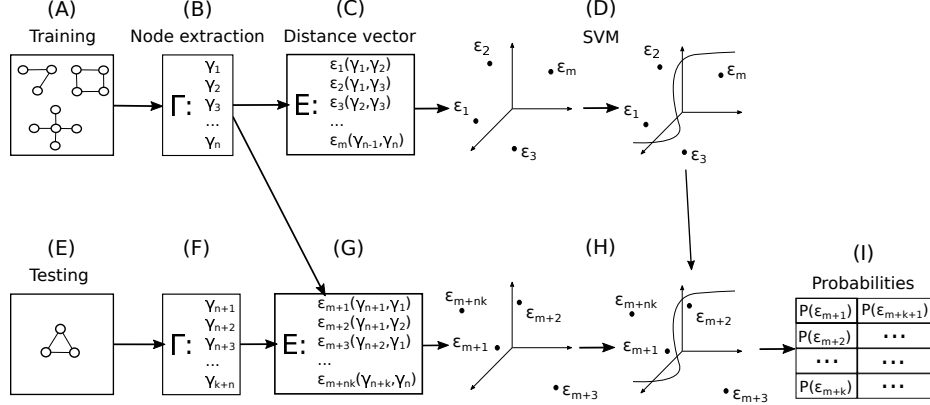 (A) (B) (C) (D)
Training Node extraction Distance vector SVM
Γ:
γ1
γ2
γ3
...
γn
E:
ε1(γ1,γ2)
ε2(γ1,γ3)
ε3(γ2,γ3)
...
εm(γn-1,γn)
ε2
εm
ε1
ε3
ε2
εm
ε1
ε3
(E) (F) (G) (H) (I)
Testing
Probabilities
Γ:
γn+1
γn+2
γn+3
...
γk+n
E:
εm+1(γn+1,γ1)
εm+2(γn+1,γ2)
εm+3(γn+2,γ1)
...
εm+nk(γn+k,γn)
εm+nk
εm+2
εm+1
εm+3
εm+nk
εm+2
εm+1
εm+3
P(εm+1) P(εm+k+1)
P(εm+2) ...
... ...
P(εm+k) ...